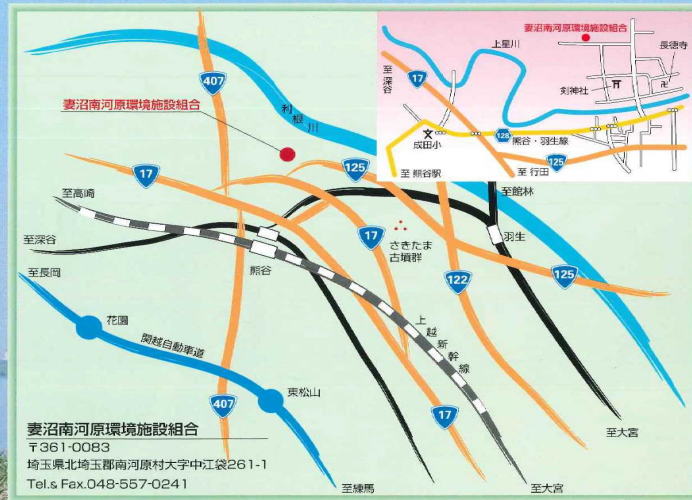 妻沼南河原環境施設組合
上星川
長徳寺
至深谷
17
剣神社
成田小
128
熊谷・羽生線
125
至 熊谷駅
至 行田
407
妻沼南河原環境施設組合
利根川
17
125
至高崎
至館林
至深谷
羽生
さきたま
古墳群
17
熊谷
至長岡
122
125
花園
関越自動車道
上越新幹線
東松山
407
17
至大宮
妻沼南河原環境施設組合
〒361-0083
埼玉県北埼玉郡南河原村大字中江袋261-1
Tel.& Fax.048-557-0241
至練馬
至大宮